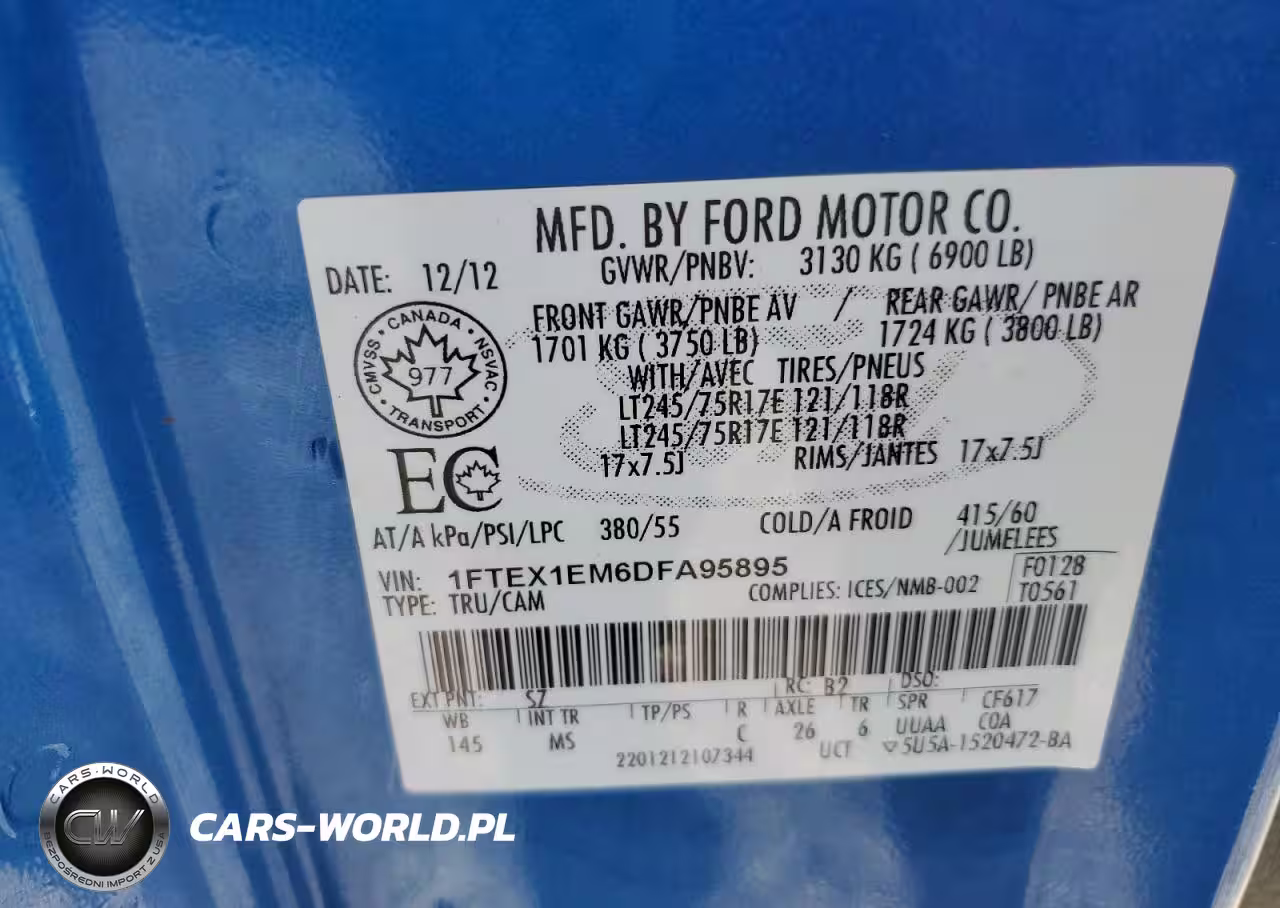 MFD. BY FORD MOTOR CO.
DATE: 12/12 GVWR/PNBV: 3130 KG ( 6900 LB)
FRONT GAWR/PNBE AV / REAR GAWR/ PNBE AR
1701 KG ( 3750 LB) 1724 KG ( 3800 LB)
WITH/AVEC TIRES/PNEUS
LT245/75R17E 121/118R
LT245/75R17E 121/118R
17x7.5J RIMS/JANTES 17x7.5J
CANADA
CMVSS • NSVAC
977
TRANSPORT
EC
AT/A kPa/PSI/LPC 380/55 COLD/A FROID 415/60
/JUMELEES
VIN: 1FTEX1EM6DFA95895 F0128
TYPE: TRU/CAM COMPLIES: ICES/NMB-002 T0561
EXT PNT: SZ RC: B2 DSO:
WB INT TR TP/PS R AXLE TR SPR CF617
145 MS C 26 6 UUAA COA
2201212107344 UCT 5U5A-1520472-BA
CARS-WORLD
CW
BEZPOŚREDNI IMPORT Z USA
CARS-WORLD.PL